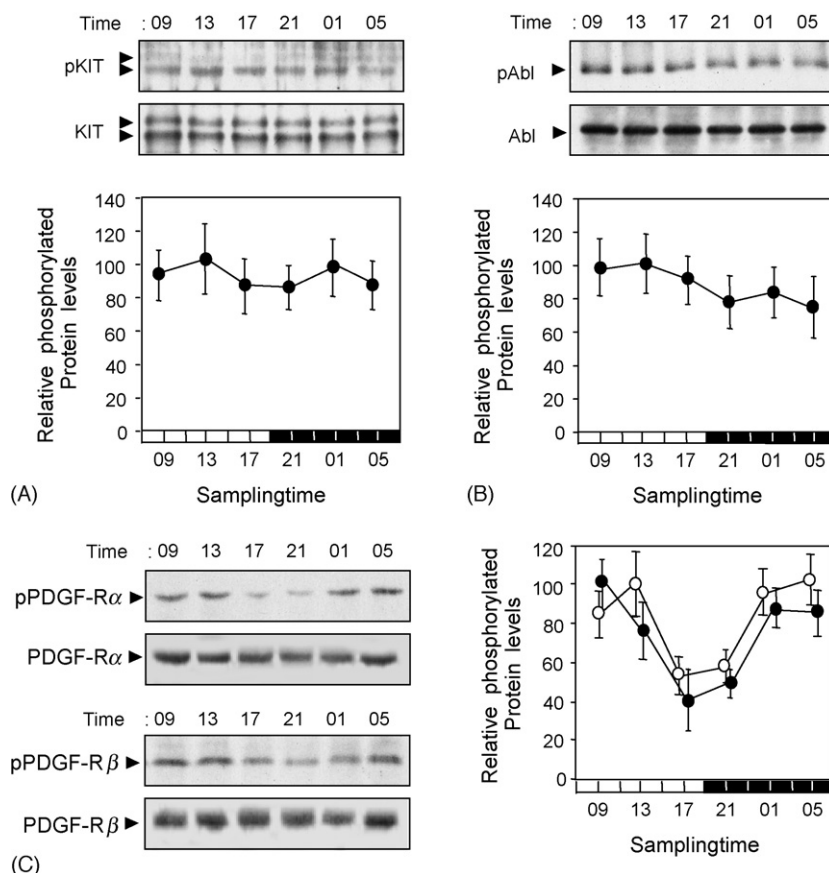 Time : 09 13 17 21 01 05
pKIT
KIT
Relative phosphorylated
Protein levels
140
120
100
80
60
40
20
0
09 13 17 21 01 05
(A) Samplingtime
Time : 09 13 17 21 01 05
pAbl
Abl
Relative phosphorylated
Protein levels
140
120
100
80
60
40
20
0
09 13 17 21 01 05
(B) Samplingtime
Time : 09 13 17 21 01 05
pPDGF-Rα
PDGF-Rα
Time : 09 13 17 21 01 05
pPDGF-Rβ
PDGF-Rβ
(C)
Relative phosphorylated
Protein levels
120
100
80
60
40
20
0
09 13 17 21 01 05
Samplingtime